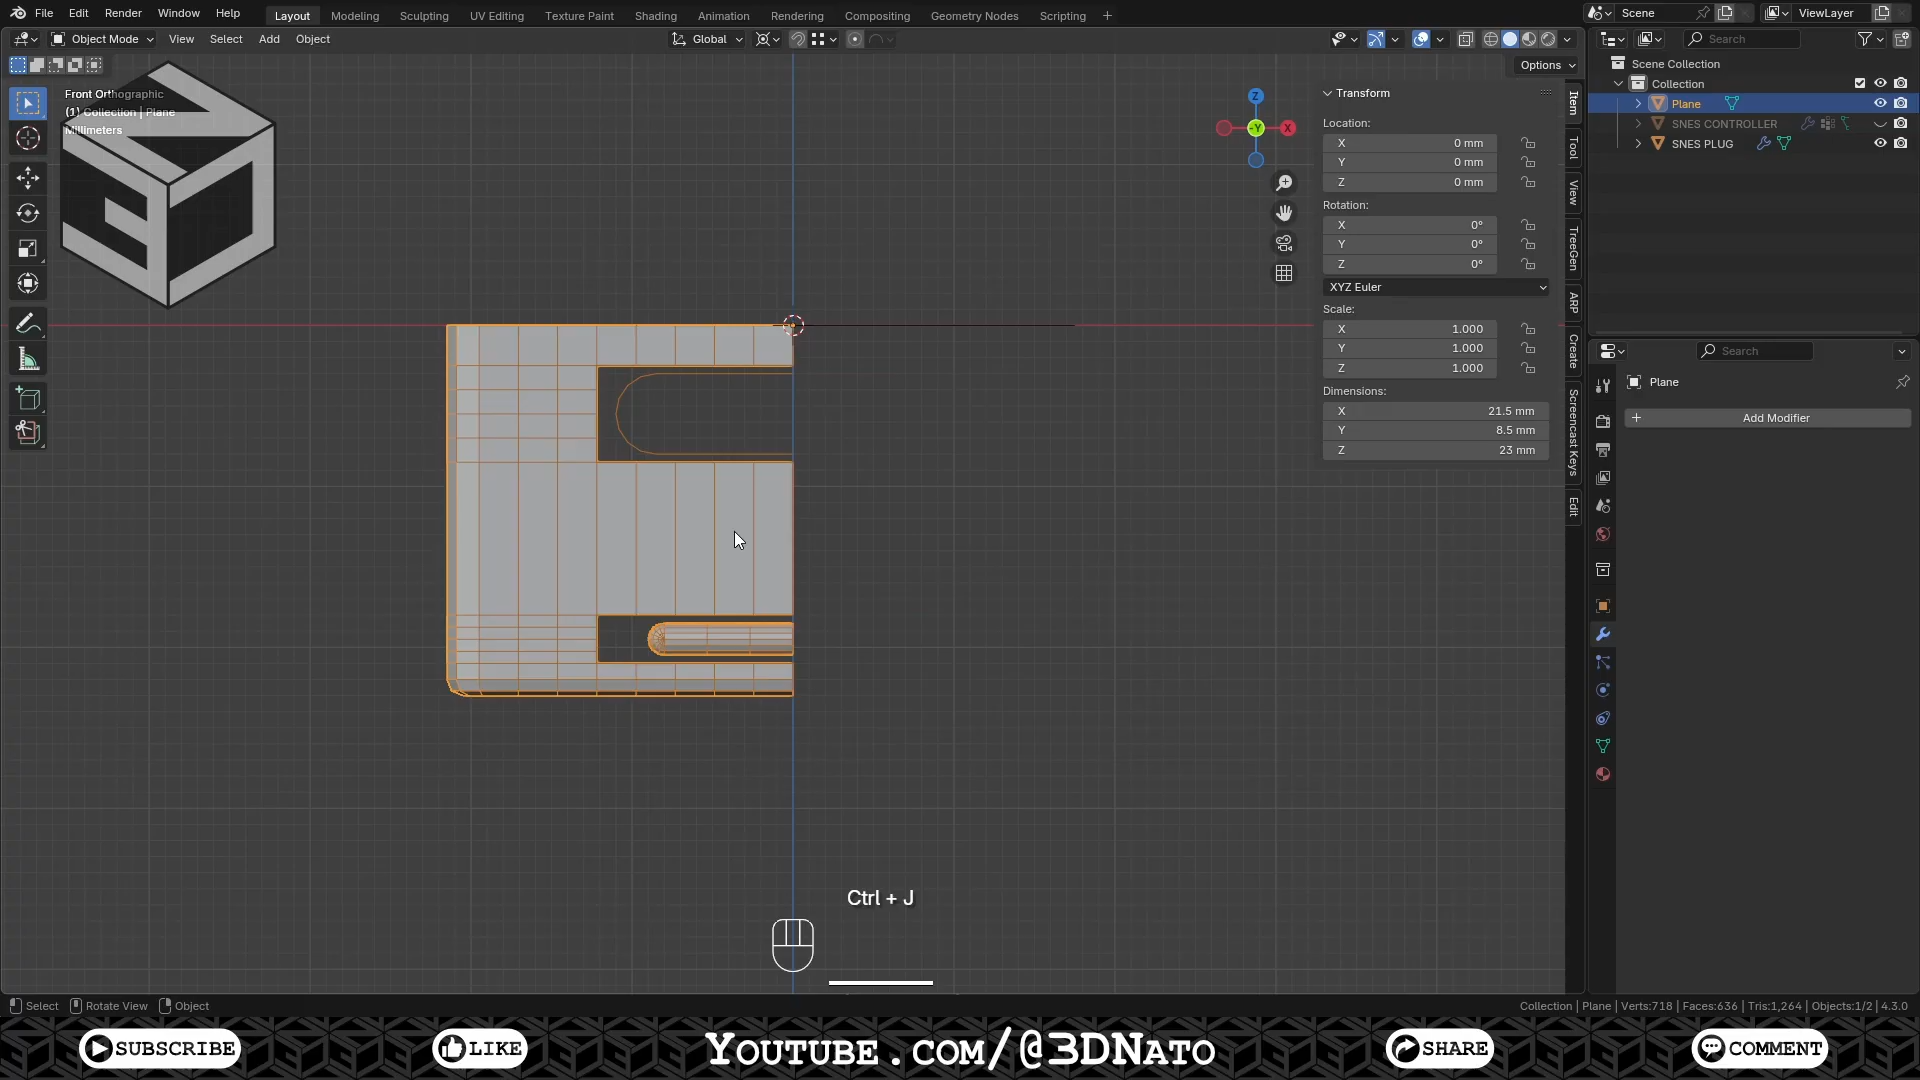 File Edit Render Window Help Layout Modeling Sculpting UV Editing Texture Paint Shading Animation Rendering Compositing Geometry Nodes Scripting + Scene ViewLayer
Object Mode View Select Add Object Global Search
Options
Front Orthographic
(1) Collection | Plane
Millimeters
Z
-Y
X
Transform
Location:
X 0 mm
Y 0 mm
Z 0 mm
Rotation:
X 0°
Y 0°
Z 0°
XYZ Euler
Scale:
X 1.000
Y 1.000
Z 1.000
Dimensions:
X 21.5 mm
Y 8.5 mm
Z 23 mm
Item
Tool
View
TreeGen
ARP
Create
Screencast Keys
Edit
Scene Collection
Collection
Plane
SNES CONTROLLER
SNES PLUG
Search
Plane
+ Add Modifier
Ctrl + J
Select Rotate View Object Collection | Plane | Verts:718 | Faces:636 | Tris:1,264 | Objects:1/2 | 4.3.0
SUBSCRIBE LIKE YOUTUBE.COM/@3DNATO SHARE COMMENT